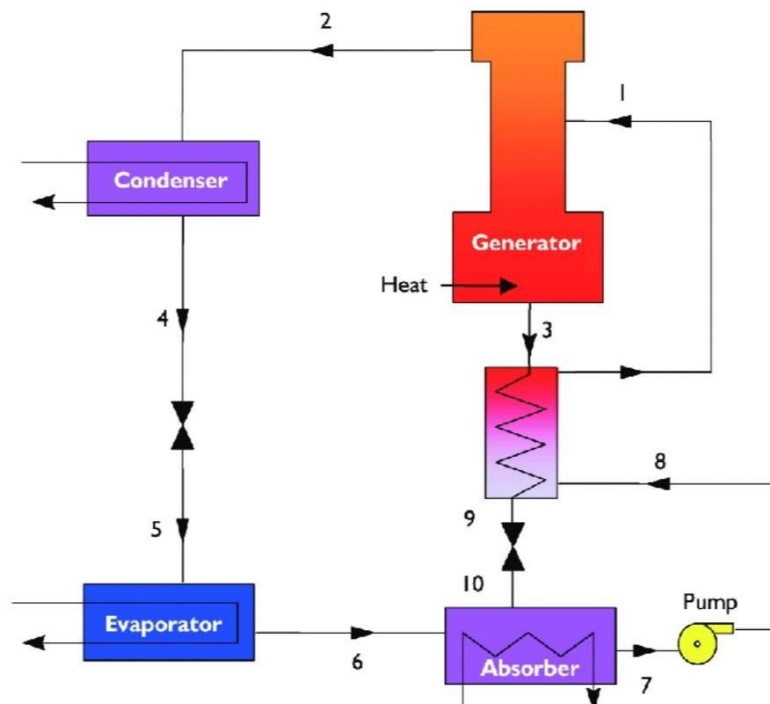 2
1
Condenser
Generator
Heat
4
3
8
9
5
10
Pump
Evaporator
6
Absorber
7